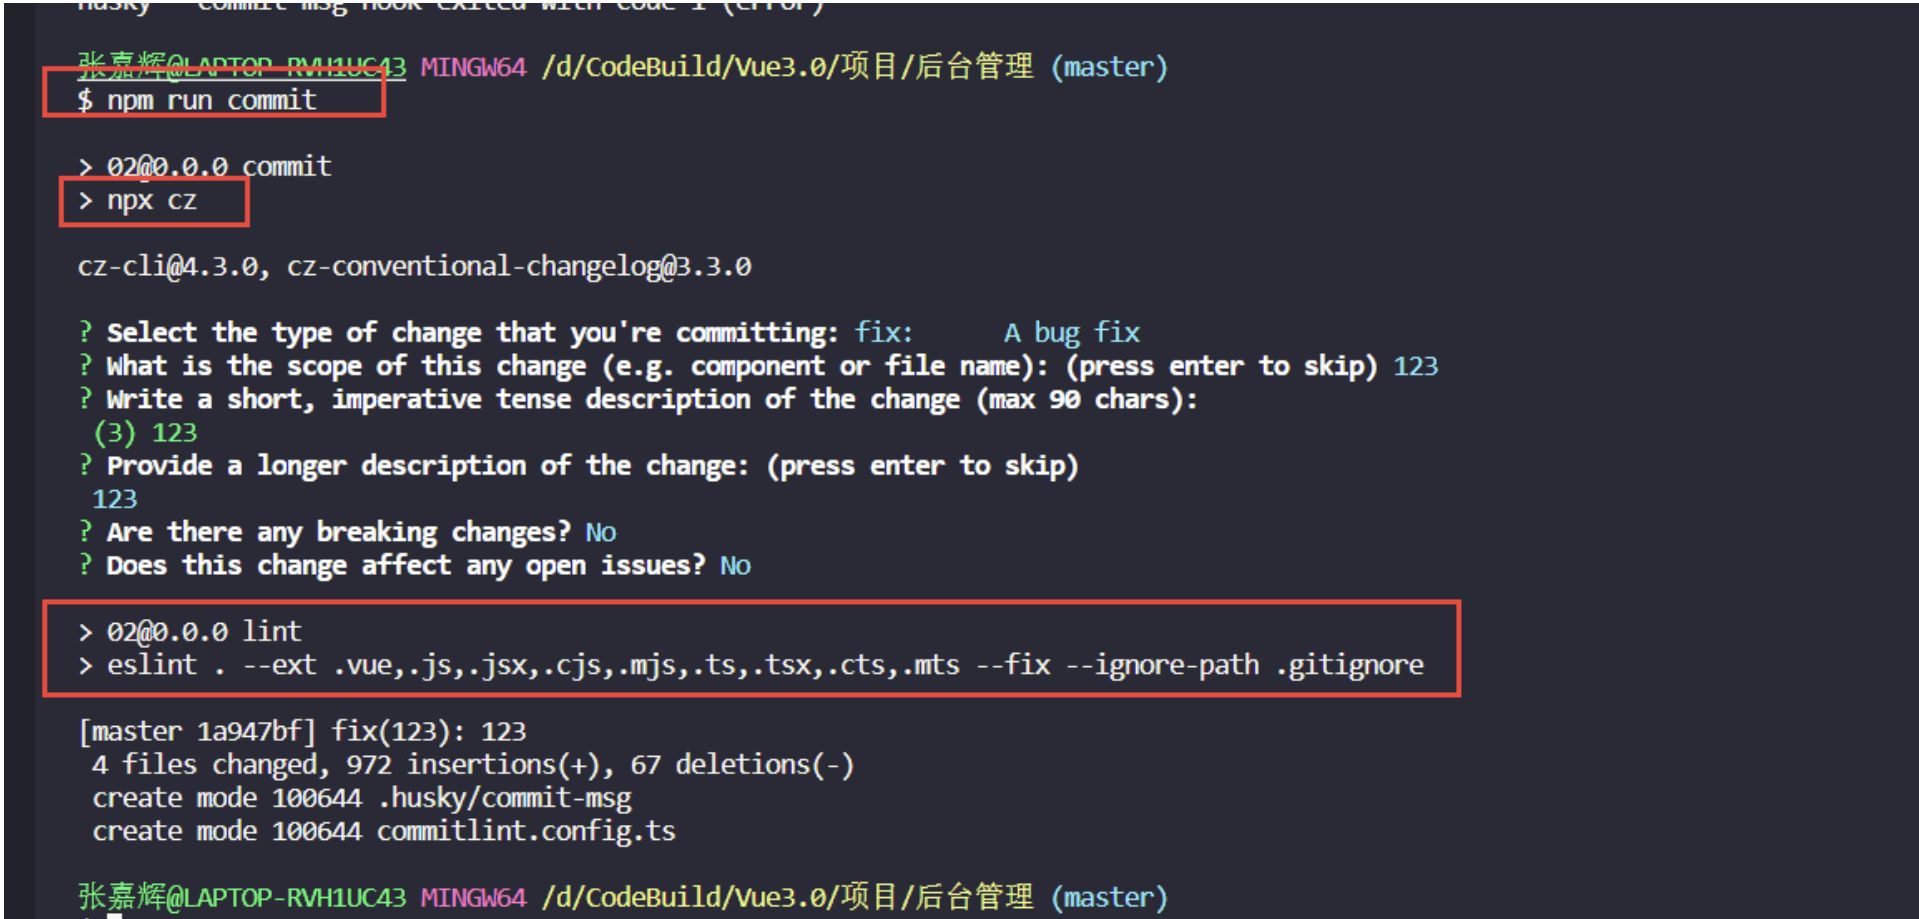 husky - commit-msg hook exited with code 1 (error)
张嘉辉@LAPTOP-RVH1UC43 MINGW64 /d/CodeBuild/Vue3.0/项目/后台管理 (master)
$ npm run commit
> 02@0.0.0 commit
> npx cz
cz-cli@4.3.0, cz-conventional-changelog@3.3.0
? Select the type of change that you're committing: fix:      A bug fix
? What is the scope of this change (e.g. component or file name): (press enter to skip) 123
? Write a short, imperative tense description of the change (max 90 chars):
(3) 123
? Provide a longer description of the change: (press enter to skip)
123
? Are there any breaking changes? No
? Does this change affect any open issues? No
> 02@0.0.0 lint
> eslint . --ext .vue,.js,.jsx,.cjs,.mjs,.ts,.tsx,.cts,.mts --fix --ignore-path .gitignore
[master 1a947bf] fix(123): 123
4 files changed, 972 insertions(+), 67 deletions(-)
create mode 100644 .husky/commit-msg
create mode 100644 commitlint.config.ts
张嘉辉@LAPTOP-RVH1UC43 MINGW64 /d/CodeBuild/Vue3.0/项目/后台管理 (master)